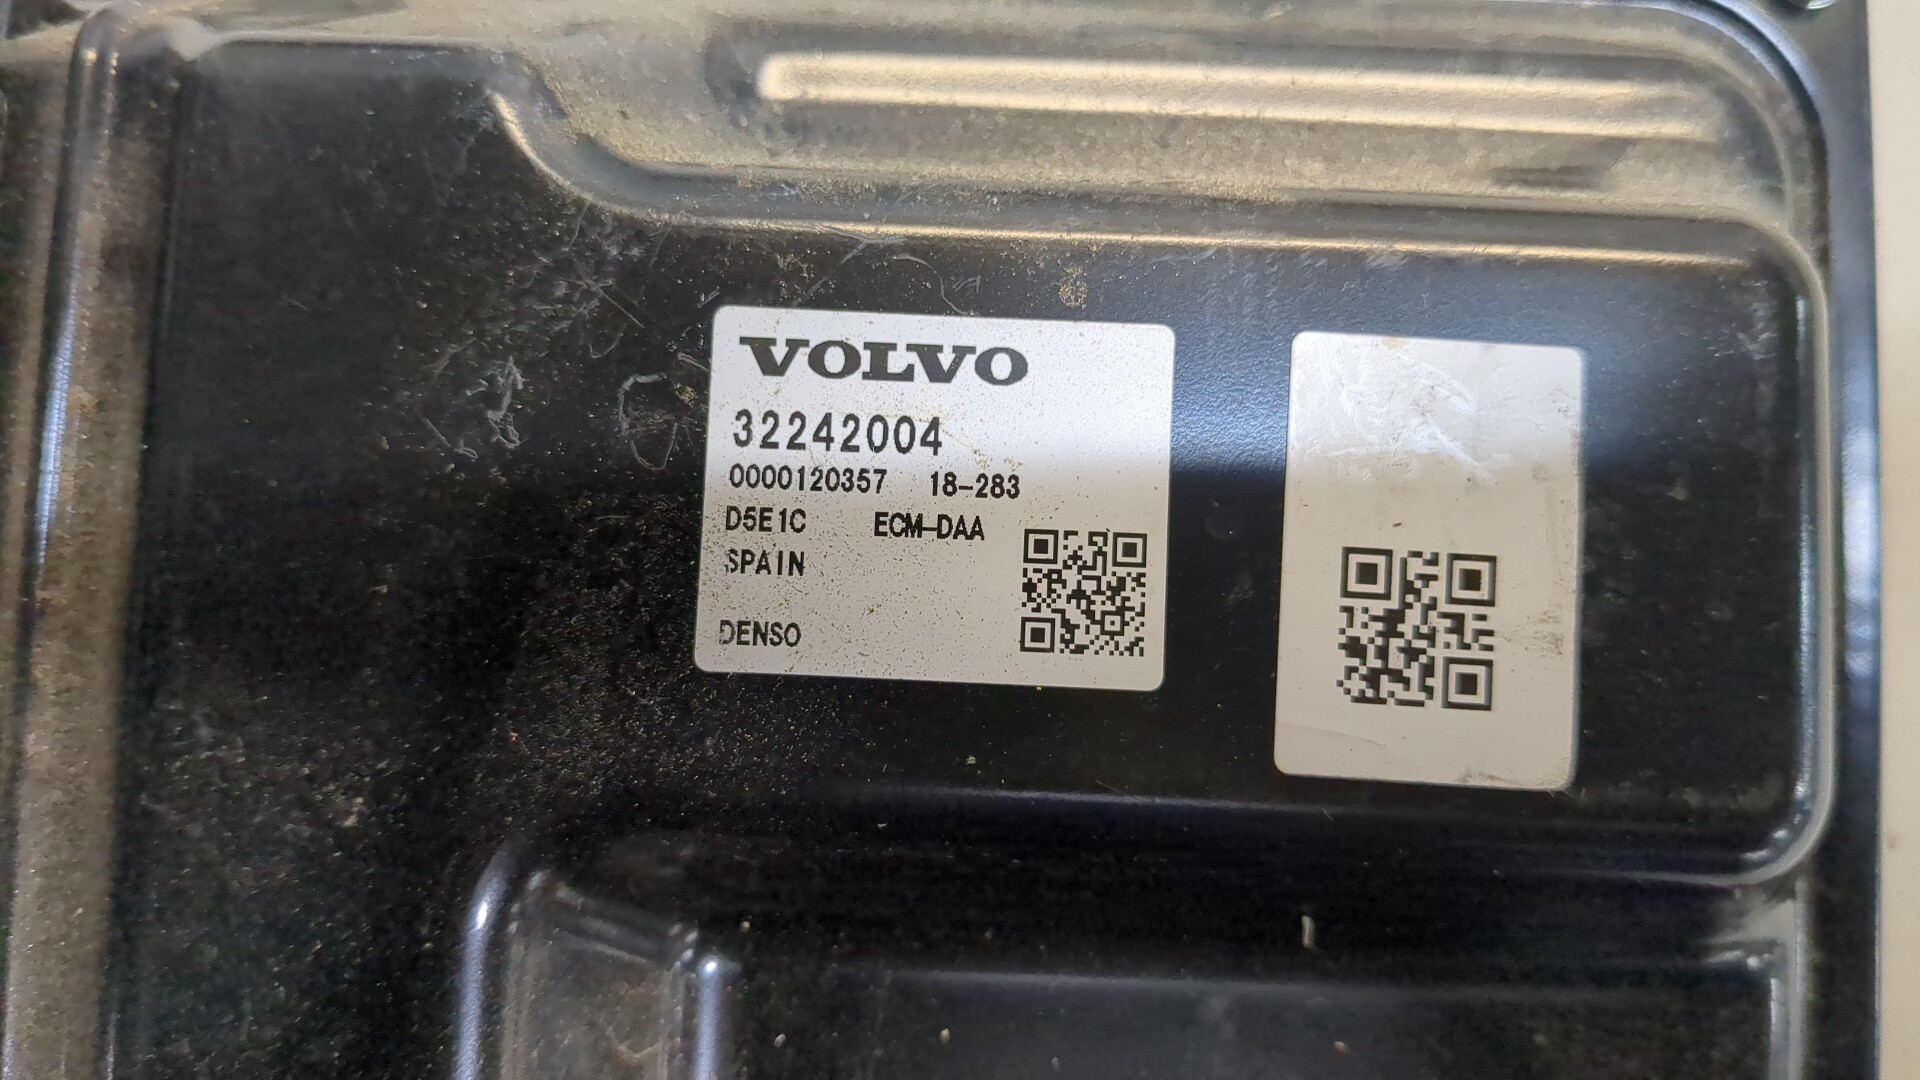 VOLVO
32242004
0000120357 18-283
D5E1C ECM-DAA
SPAIN
DENSO